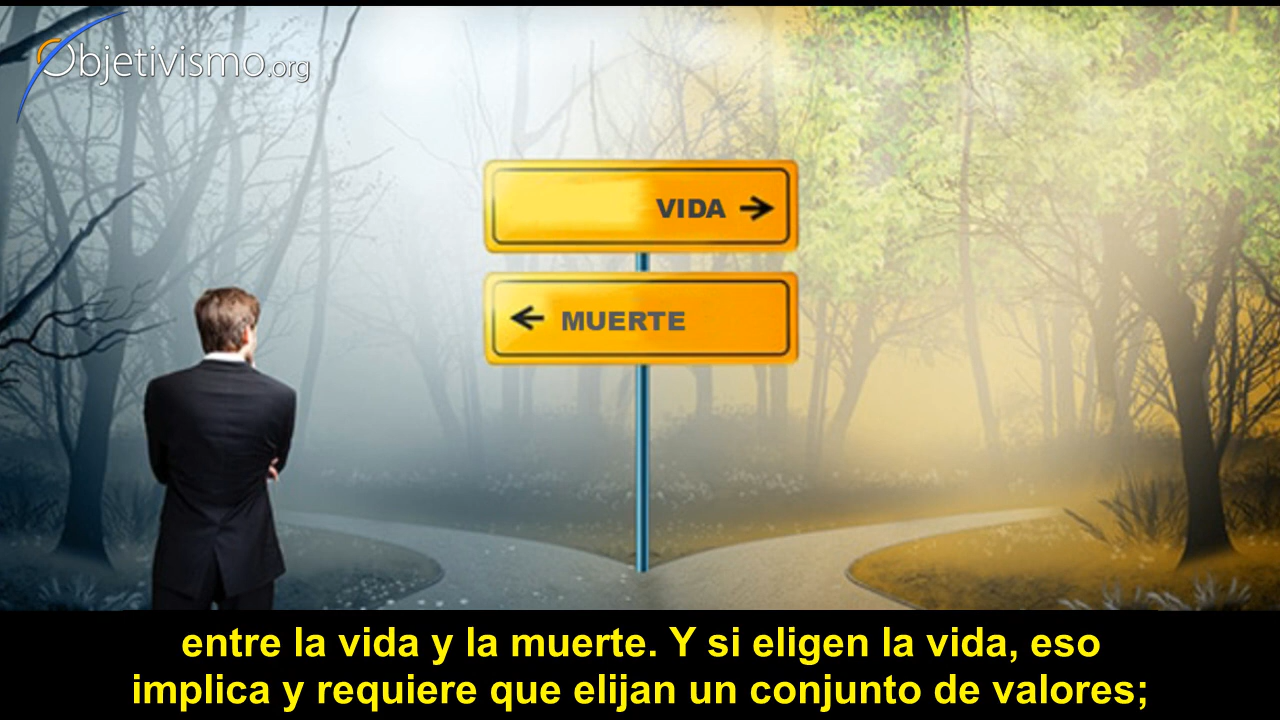 Objetivismo.org
VIDA →
← MUERTE
entre la vida y la muerte. Y si eligen la vida, eso
implica y requiere que elijan un conjunto de valores;